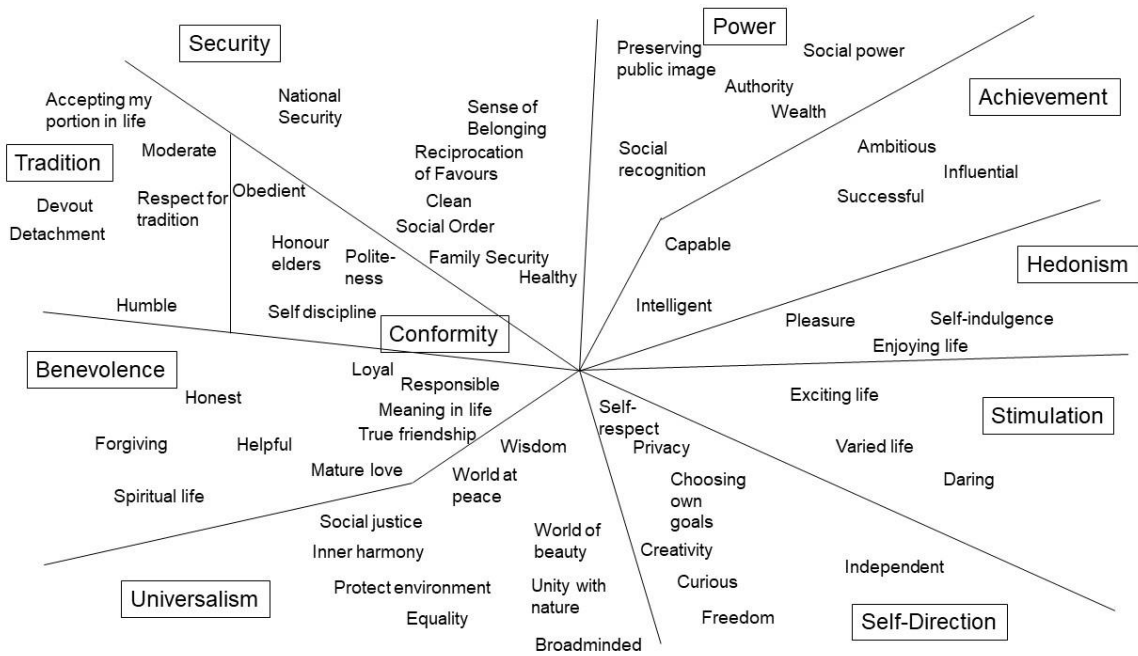 Security
Power
Preserving
public image
Social power
Authority
Wealth
Achievement
Accepting my
portion in life
National
Security
Sense of
Belonging
Tradition
Moderate
Reciprocation
of Favours
Social
recognition
Ambitious
Influential
Successful
Devout
Detachment
Respect for
tradition
Obedient
Clean
Social Order
Honour
elders
Polite-
ness
Family Security
Healthy
Capable
Hedonism
Humble
Self discipline
Intelligent
Pleasure
Self-indulgence
Enjoying life
Conformity
Benevolence
Loyal
Responsible
Honest
Meaning in life
True friendship
Forgiving
Helpful
Mature love
Spiritual life
Self-
respect
Privacy
Exciting life
Stimulation
Varied life
Daring
Wisdom
World at
peace
Choosing
own
goals
Social justice
Inner harmony
World of
beauty
Creativity
Independent
Protect environment
Unity with
nature
Curious
Universalism
Equality
Freedom
Self-Direction
Broadminded